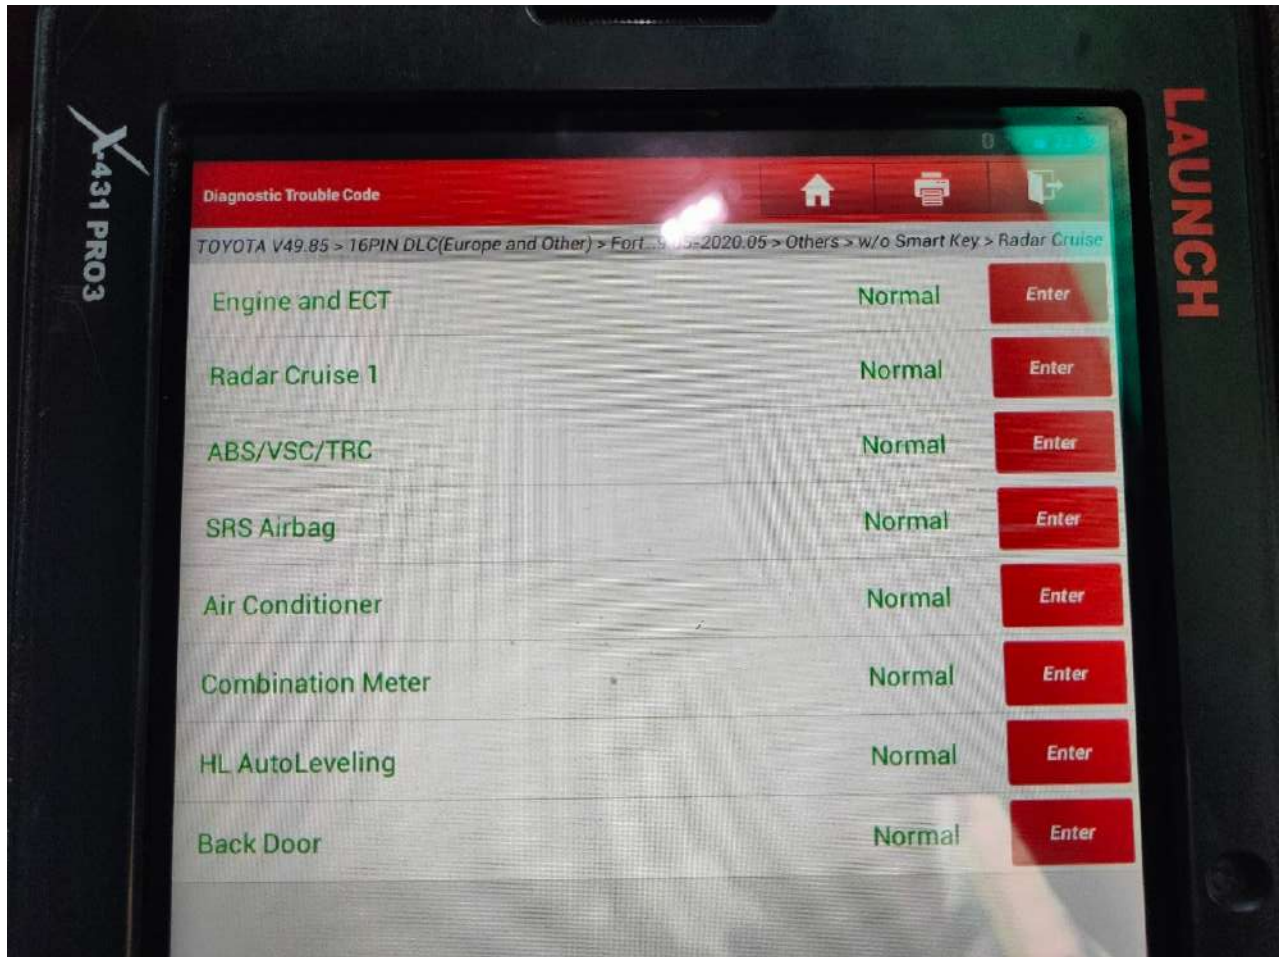 X-431 PRO3
LAUNCH
Diagnostic Trouble Code
TOYOTA V49.85 > 16PIN DLC(Europe and Other) > Fort... -2020.05 > Others > w/o Smart Key > Radar Cruise
Engine and ECT Normal Enter
Radar Cruise 1 Normal Enter
ABS/VSC/TRC Normal Enter
SRS Airbag Normal Enter
Air Conditioner Normal Enter
Combination Meter Normal Enter
HL AutoLeveling Normal Enter
Back Door Normal Enter